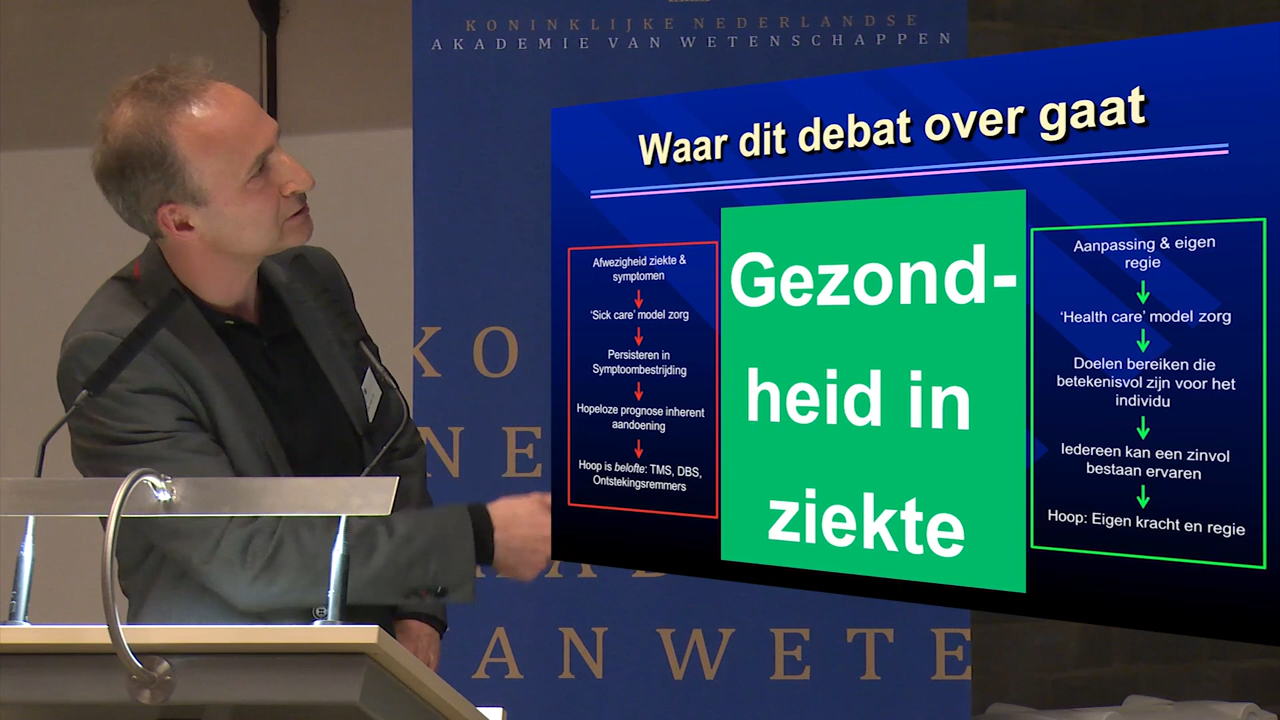 KONINKLIJKE NEDERLANDSE
AKADEMIE VAN WETENSCHAPPEN
KO
NE
AD
AN WETE
Waar dit debat over gaat
Afwezigheid ziekte &
symptomen
‘Sick care’ model zorg
Persisteren in
Symptoombestrijding
Hopeloze prognose inherent
aandoening
Hoop is belofte: TMS, DBS,
Ontstekingsremmers
Gezond-
heid in
ziekte
Aanpassing & eigen
regie
‘Health care’ model zorg
Doelen bereiken die
betekenisvol zijn voor het
individu
Iedereen kan een zinvol
bestaan ervaren
Hoop: Eigen kracht en regie